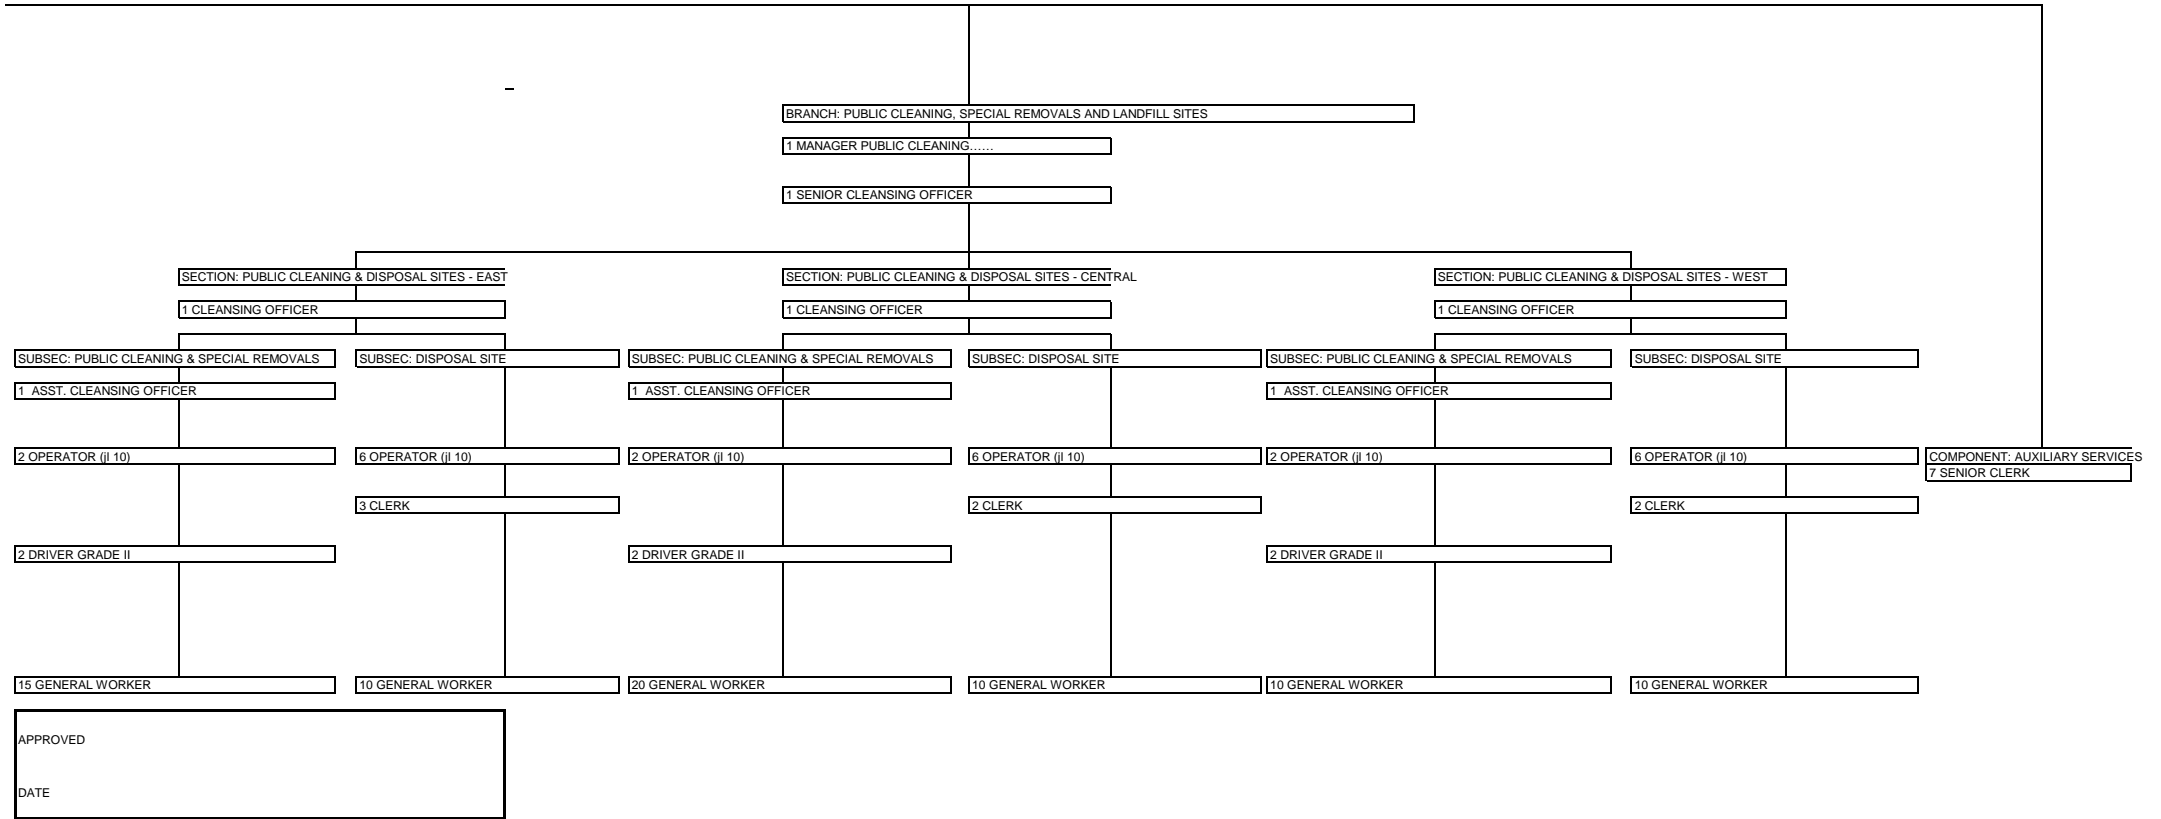 BRANCH: PUBLIC CLEANING, SPECIAL REMOVALS AND LANDFILL SITES
1 MANAGER PUBLIC CLEANING......
1 SENIOR CLEANSING OFFICER
SECTION: PUBLIC CLEANING & DISPOSAL SITES - EAST
SECTION: PUBLIC CLEANING & DISPOSAL SITES - CENTRAL
SECTION: PUBLIC CLEANING & DISPOSAL SITES - WEST
1 CLEANSING OFFICER
1 CLEANSING OFFICER
1 CLEANSING OFFICER
SUBSEC: PUBLIC CLEANING & SPECIAL REMOVALS
SUBSEC: DISPOSAL SITE
SUBSEC: PUBLIC CLEANING & SPECIAL REMOVALS
SUBSEC: DISPOSAL SITE
SUBSEC: PUBLIC CLEANING & SPECIAL REMOVALS
SUBSEC: DISPOSAL SITE
1 ASST. CLEANSING OFFICER
1 ASST. CLEANSING OFFICER
1 ASST. CLEANSING OFFICER
2 OPERATOR (jl 10)
6 OPERATOR (jl 10)
2 OPERATOR (jl 10)
6 OPERATOR (jl 10)
2 OPERATOR (jl 10)
6 OPERATOR (jl 10)
COMPONENT: AUXILIARY SERVICES
7 SENIOR CLERK
3 CLERK
2 CLERK
2 CLERK
2 DRIVER GRADE II
2 DRIVER GRADE II
2 DRIVER GRADE II
15 GENERAL WORKER
10 GENERAL WORKER
20 GENERAL WORKER
10 GENERAL WORKER
10 GENERAL WORKER
10 GENERAL WORKER
APPROVED
DATE